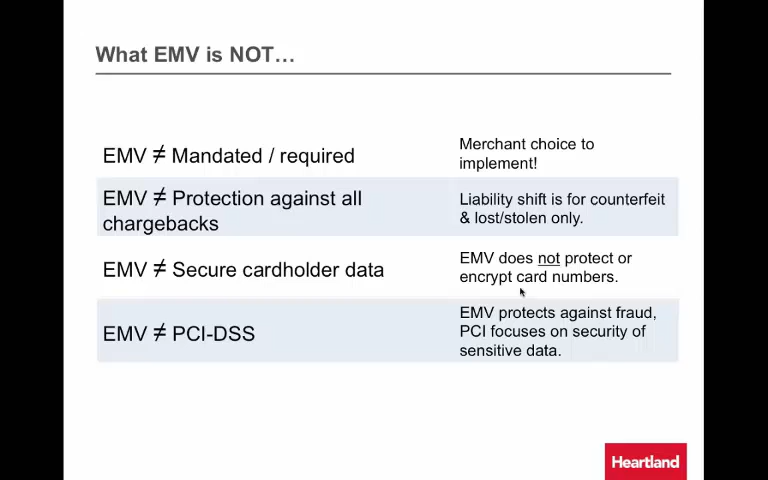 What EMV is NOT…
EMV ≠ Mandated / required
Merchant choice to
implement!
EMV ≠ Protection against all
chargebacks
Liability shift is for counterfeit
& lost/stolen only.
EMV ≠ Secure cardholder data
EMV does not protect or
encrypt card numbers.
EMV ≠ PCI-DSS
EMV protects against fraud,
PCI focuses on security of
sensitive data.
Heartland